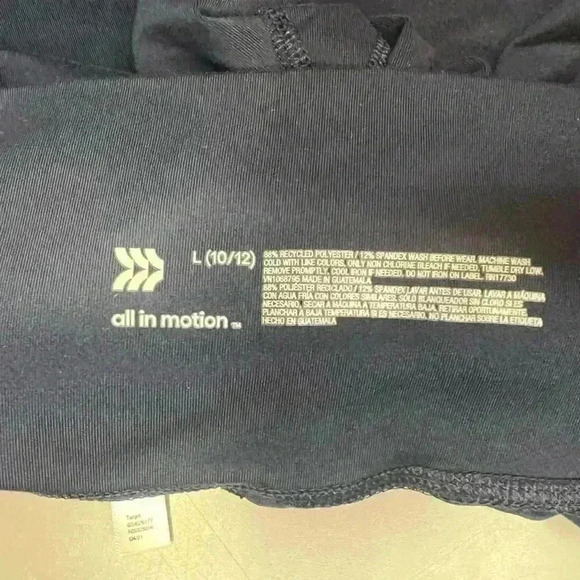 L (10/12)
all in motion™
88% RECYCLED POLYESTER / 12% SPANDEX WASH BEFORE WEAR. MACHINE WASH
COLD WITH LIKE COLORS. ONLY NON CHLORINE BLEACH IF NEEDED. TUMBLE DRY LOW.
REMOVE PROMPTLY. COOL IRON IF NEEDED. DO NOT IRON ON LABEL. RN17730
VN1068795 MADE IN GUATEMALA
88% POLIÉSTER RECICLADO / 12% SPANDEX LAVAR ANTES DE USAR. LAVAR A MÁQUINA
CON AGUA FRÍA CON COLORES SIMILARES. SOLO BLANQUEADOR SIN CLORO SI ES
NECESARIO. SECAR A MÁQUINA A TEMPERATURA BAJA. RETIRAR OPORTUNAMENTE.
PLANCHAR A BAJA TEMPERATURA SI ES NECESARIO. NO PLANCHAR SOBRE LA ETIQUETA
HECHO EN GUATEMALA
Target